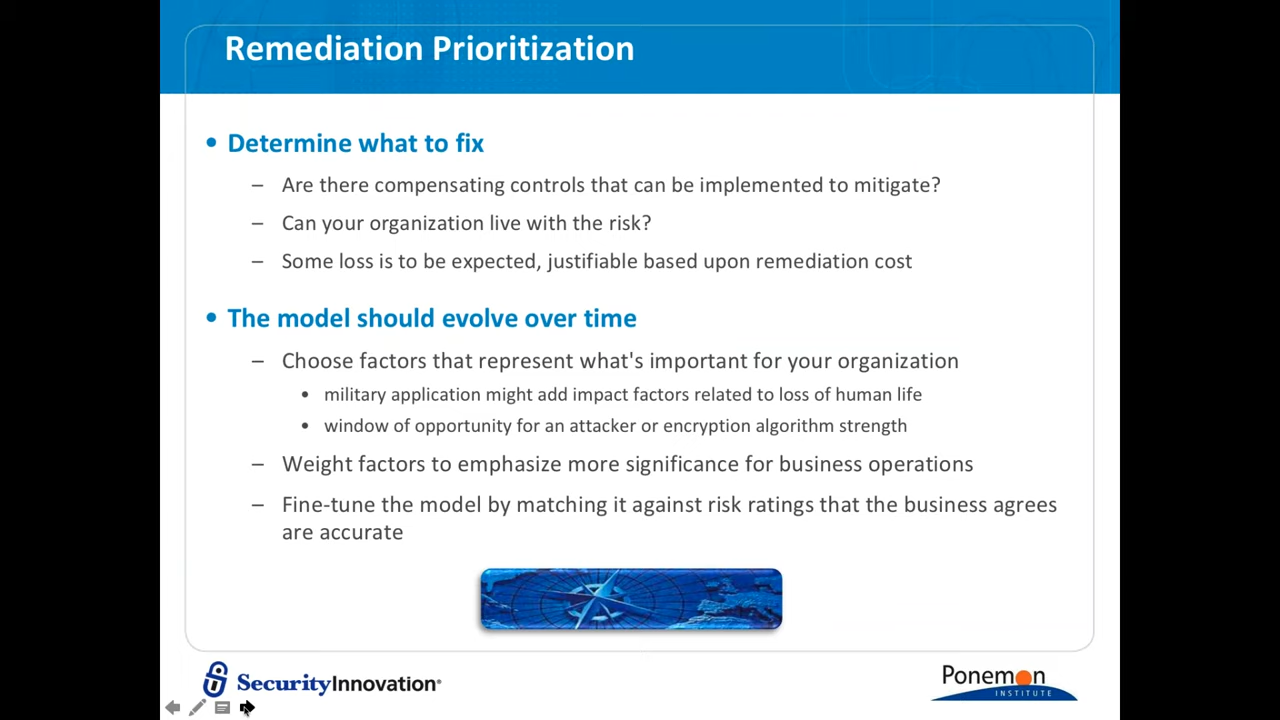 Remediation Prioritization
• Determine what to fix
– Are there compensating controls that can be implemented to mitigate?
– Can your organization live with the risk?
– Some loss is to be expected, justifiable based upon remediation cost
• The model should evolve over time
– Choose factors that represent what's important for your organization
• military application might add impact factors related to loss of human life
• window of opportunity for an attacker or encryption algorithm strength
– Weight factors to emphasize more significance for business operations
– Fine-tune the model by matching it against risk ratings that the business agrees
are accurate
SecurityInnovation®
Ponemon
INSTITUTE